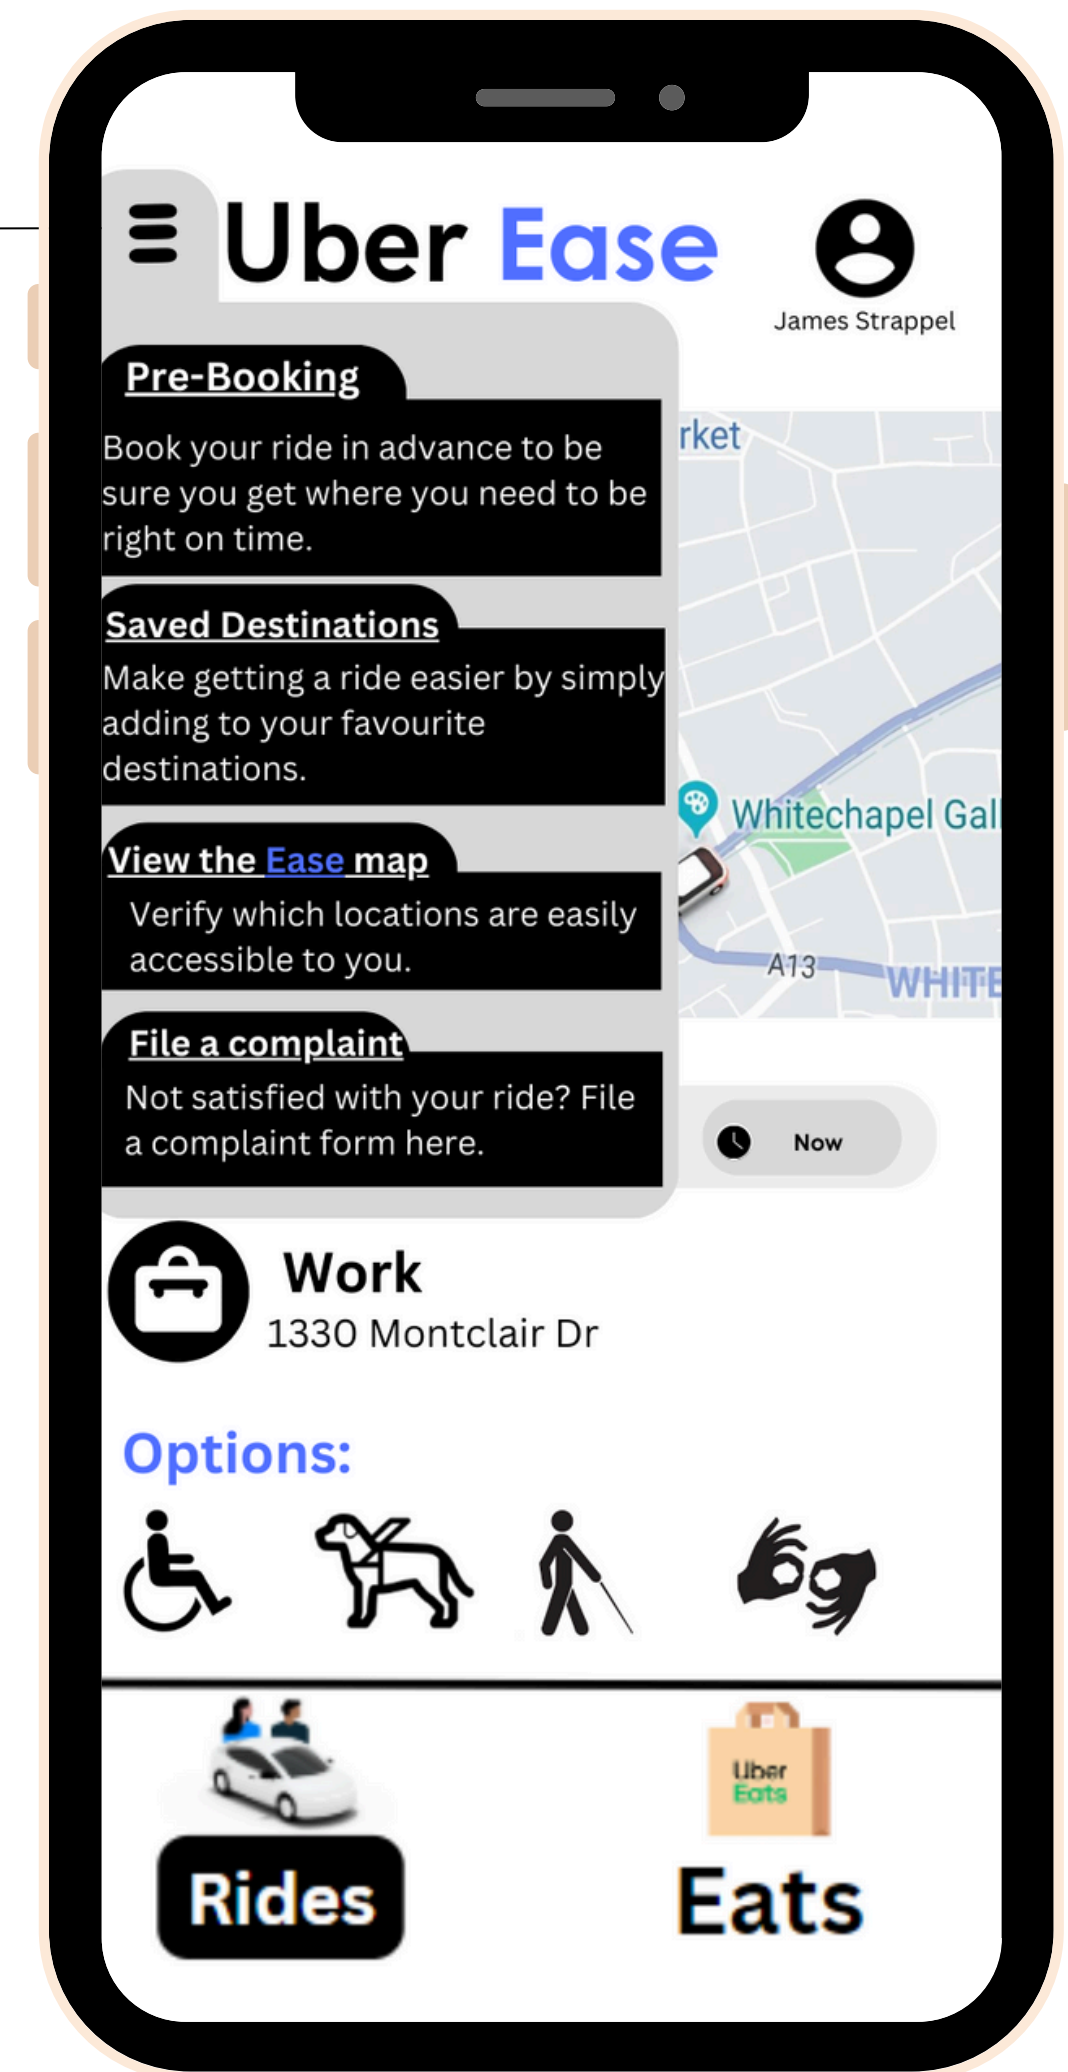 Uber Ease
James Strappel
Pre-Booking
Book your ride in advance to be
sure you get where you need to be
right on time.
Saved Destinations
Make getting a ride easier by simply
adding to your favourite
destinations.
View the Ease map
Verify which locations are easily
accessible to you.
File a complaint
Not satisfied with your ride? File
a complaint form here.
rket
Whitechapel Gal
A13
WHITE
Now
Work
1330 Montclair Dr
Options:
Uber
Eats
Rides
Eats